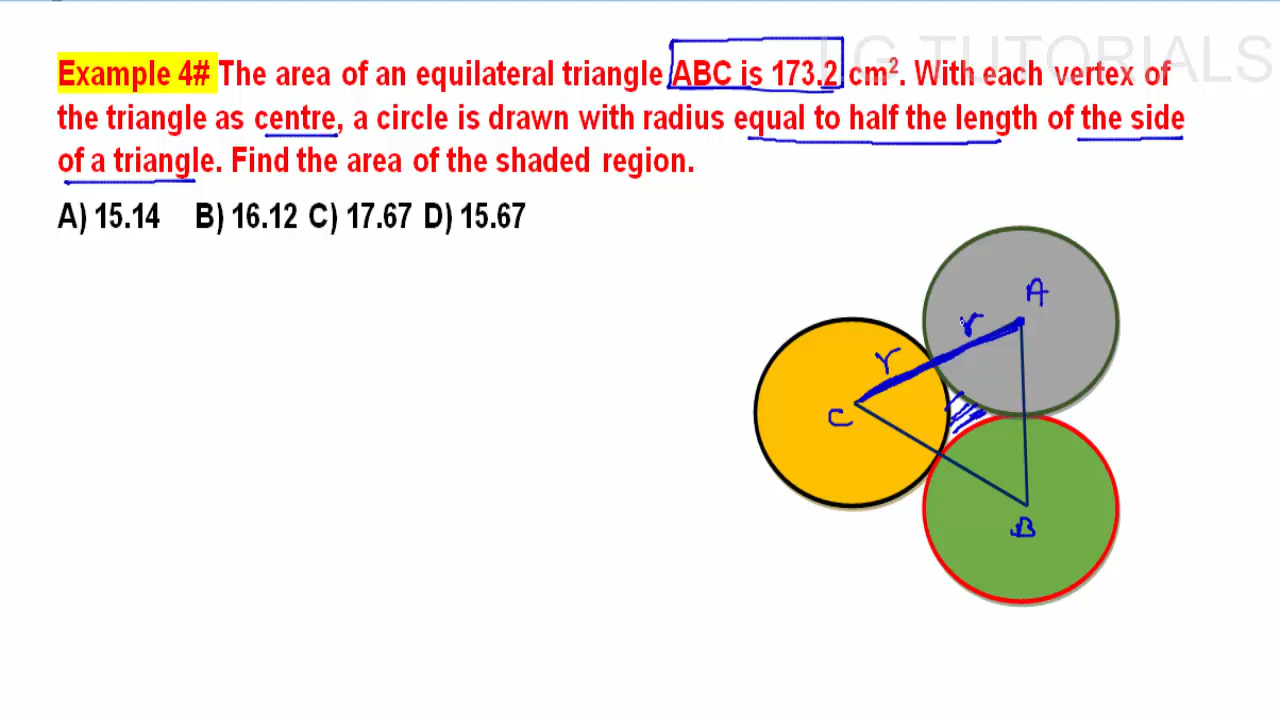 LG TUTORIALS
Example 4# The area of an equilateral triangle ABC is 173.2 cm². With each vertex of
the triangle as centre, a circle is drawn with radius equal to half the length of the side
of a triangle. Find the area of the shaded region.
A) 15.14 B) 16.12 C) 17.67 D) 15.67
A
r
r
C
B